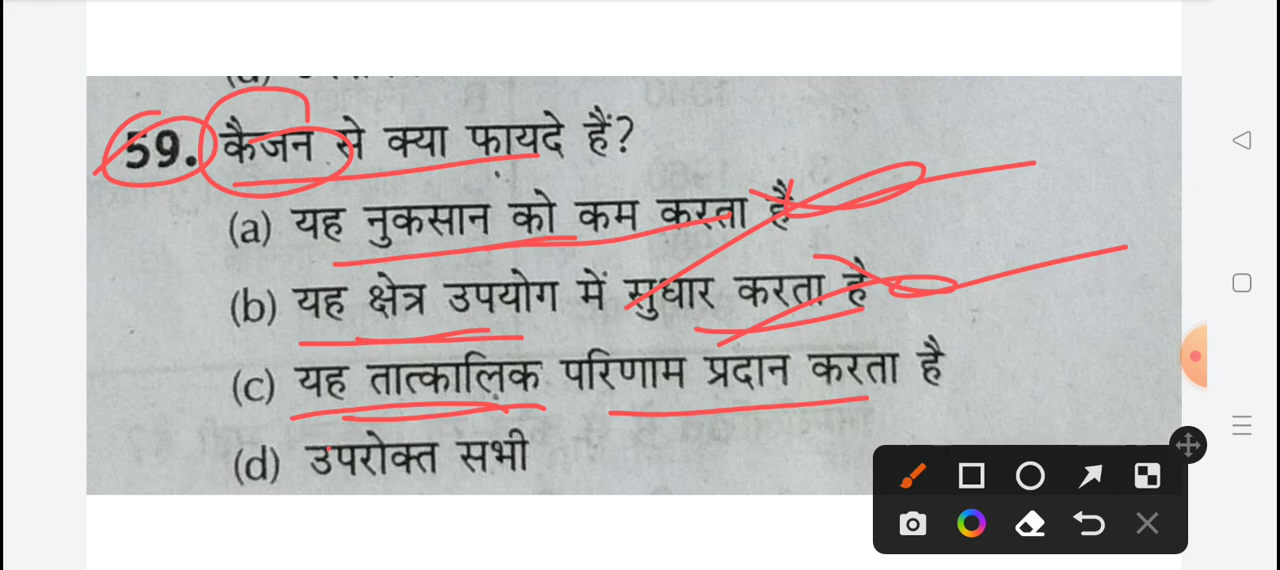 59. कैजन से क्या फायदे हैं?
(a) यह नुकसान को कम करता है
(b) यह क्षेत्र उपयोग में सुधार करता है
(c) यह तात्कालिक परिणाम प्रदान करता है
(d) उपरोक्त सभी